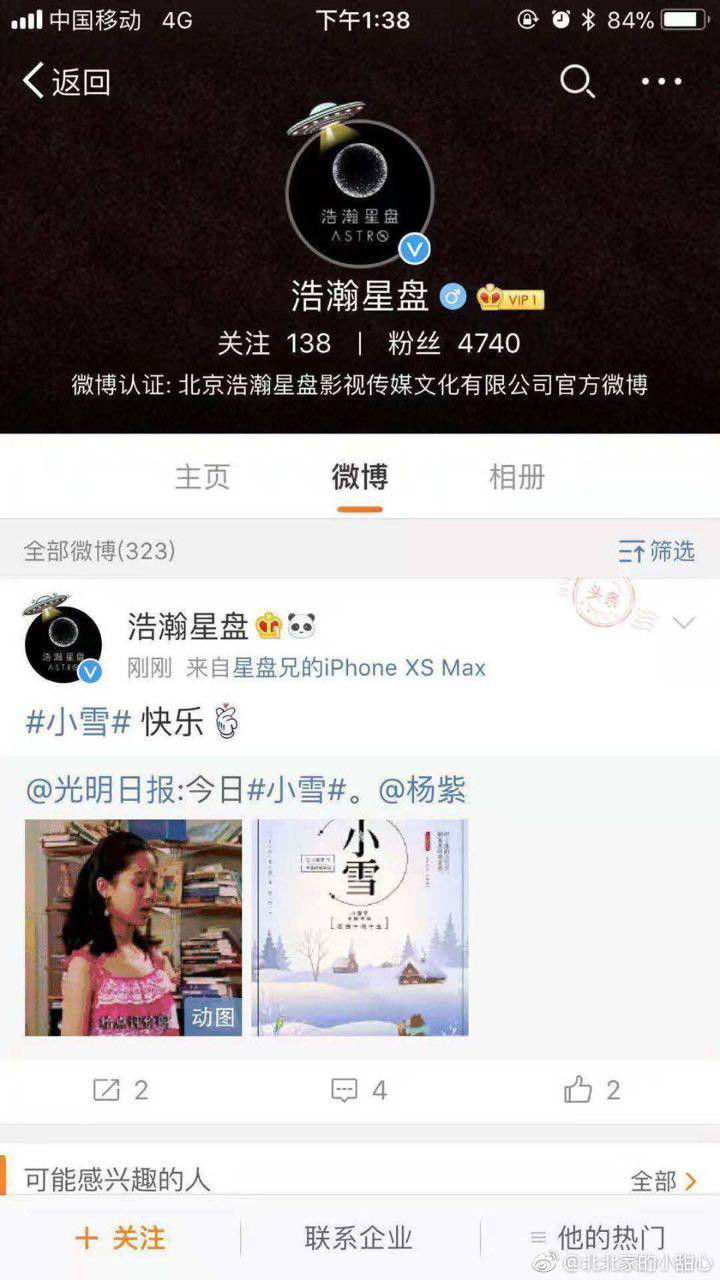 中国移动 4G 下午1:38 84%
返回
浩瀚星盘
ASTRO
浩瀚星盘 VIP 1
关注 138 | 粉丝 4740
微博认证: 北京浩瀚星盘影视传媒文化有限公司官方微博
主页 微博 相册
全部微博(323) 筛选
头条
浩瀚星盘
浩瀚星盘
ASTRO
刚刚 来自星盘兄的iPhone XS Max
#小雪# 快乐
@光明日报:今日#小雪#。@杨紫
小
雪
动图
2 4 2
可能感兴趣的人 全部
+ 关注 联系企业 他的热门
@北北家的小甜心